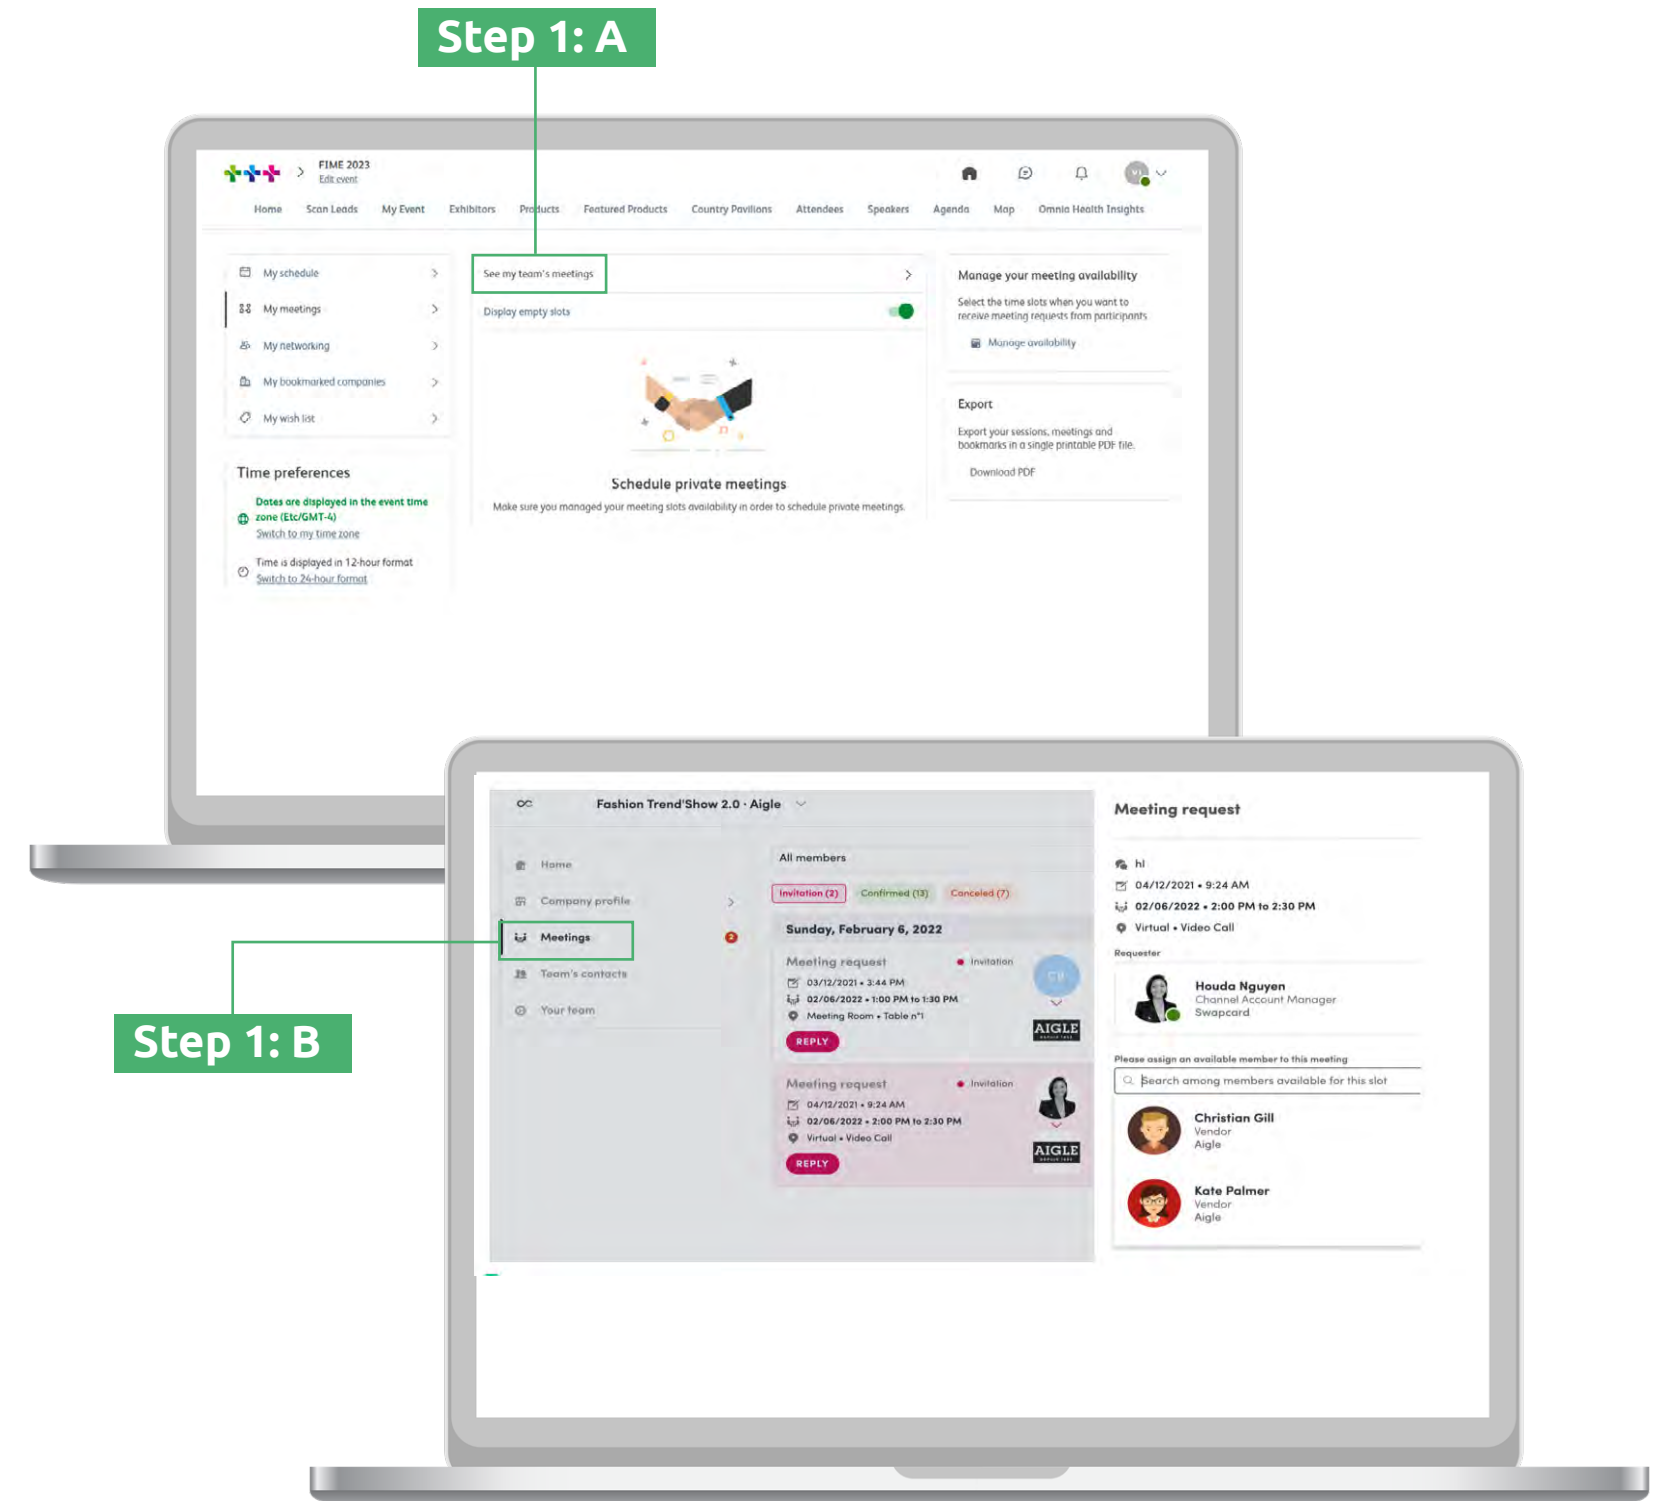 Step 1: A
FIME 2023
Edit event
Home Scan Leads My Event Exhibitors Products Featured Products Country Pavilions Attendees Speakers Agenda Map Omnia Health Insights
My schedule
My meetings
My networking
My bookmarked companies
My wish list
Time preferences
Dates are displayed in the event time
zone (Etc/GMT-4)
Switch to my time zone
Time is displayed in 12-hour format
Switch to 24-hour format
See my team's meetings
Display empty slots
Schedule private meetings
Make sure you managed your meeting slots availability in order to schedule private meetings.
Manage your meeting availability
Select the time slots when you want to
receive meeting requests from participants
Manage availability
Export
Export your sessions, meetings and
bookmarks in a single printable PDF file.
Download PDF
Step 1: B
Fashion Trend'Show 2.0 · Aigle
Home
Company profile
Meetings
2
Team's contacts
Your team
All members
Invitation (2) Confirmed (13) Canceled (7)
Sunday, February 6, 2022
Meeting request
Invitation
03/12/2021 • 3:44 PM
02/06/2022 • 1:00 PM to 1:30 PM
Meeting Room • Table n°1
REPLY
AIGLE
Meeting request
Invitation
04/12/2021 • 9:24 AM
02/06/2022 • 2:00 PM to 2:30 PM
Virtual • Video Call
REPLY
AIGLE
Meeting request
hl
04/12/2021 • 9:24 AM
02/06/2022 • 2:00 PM to 2:30 PM
Virtual • Video Call
Requester
Houda Nguyen
Channel Account Manager
Swapcard
Please assign an available member to this meeting
Search among members available for this slot
Christian Gill
Vendor
Aigle
Kate Palmer
Vendor
Aigle